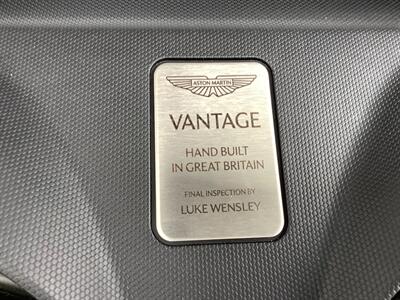 ASTON MARTIN
VANTAGE
HAND BUILT
IN GREAT BRITAIN
FINAL INSPECTION BY
LUKE WENSLEY